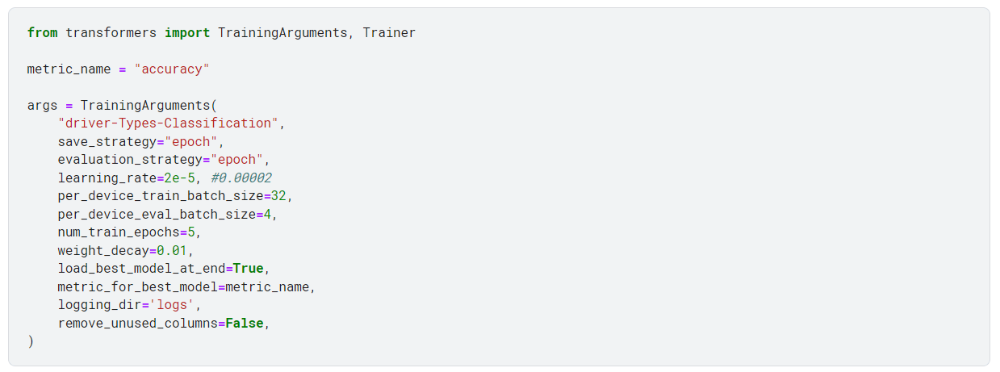 from transformers import TrainingArguments, Trainer
metric_name = "accuracy"
args = TrainingArguments(
"driver-Types-Classification",
save_strategy="epoch",
evaluation_strategy="epoch",
learning_rate=2e-5, #0.00002
per_device_train_batch_size=32,
per_device_eval_batch_size=4,
num_train_epochs=5,
weight_decay=0.01,
load_best_model_at_end=True,
metric_for_best_model=metric_name,
logging_dir='logs',
remove_unused_columns=False,
)